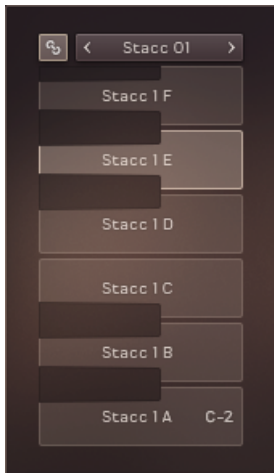 Stacc 01
Stacc 1 F
Stacc 1 E
Stacc 1 D
Stacc 1 C
Stacc 1 B
Stacc 1 A C-2